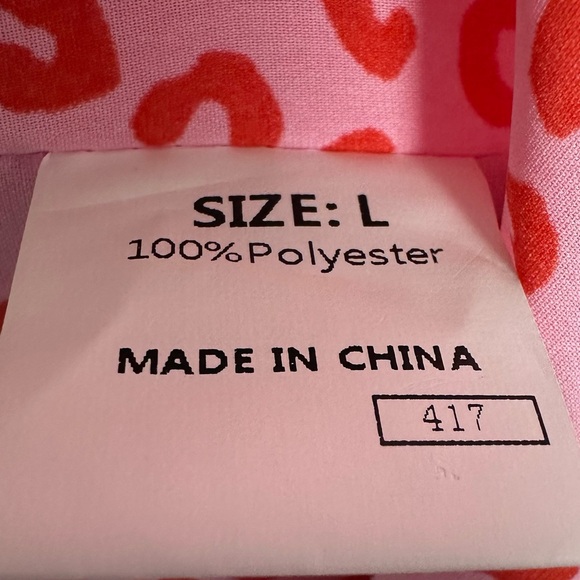 SIZE: L
100%Polyester
MADE IN CHINA
417